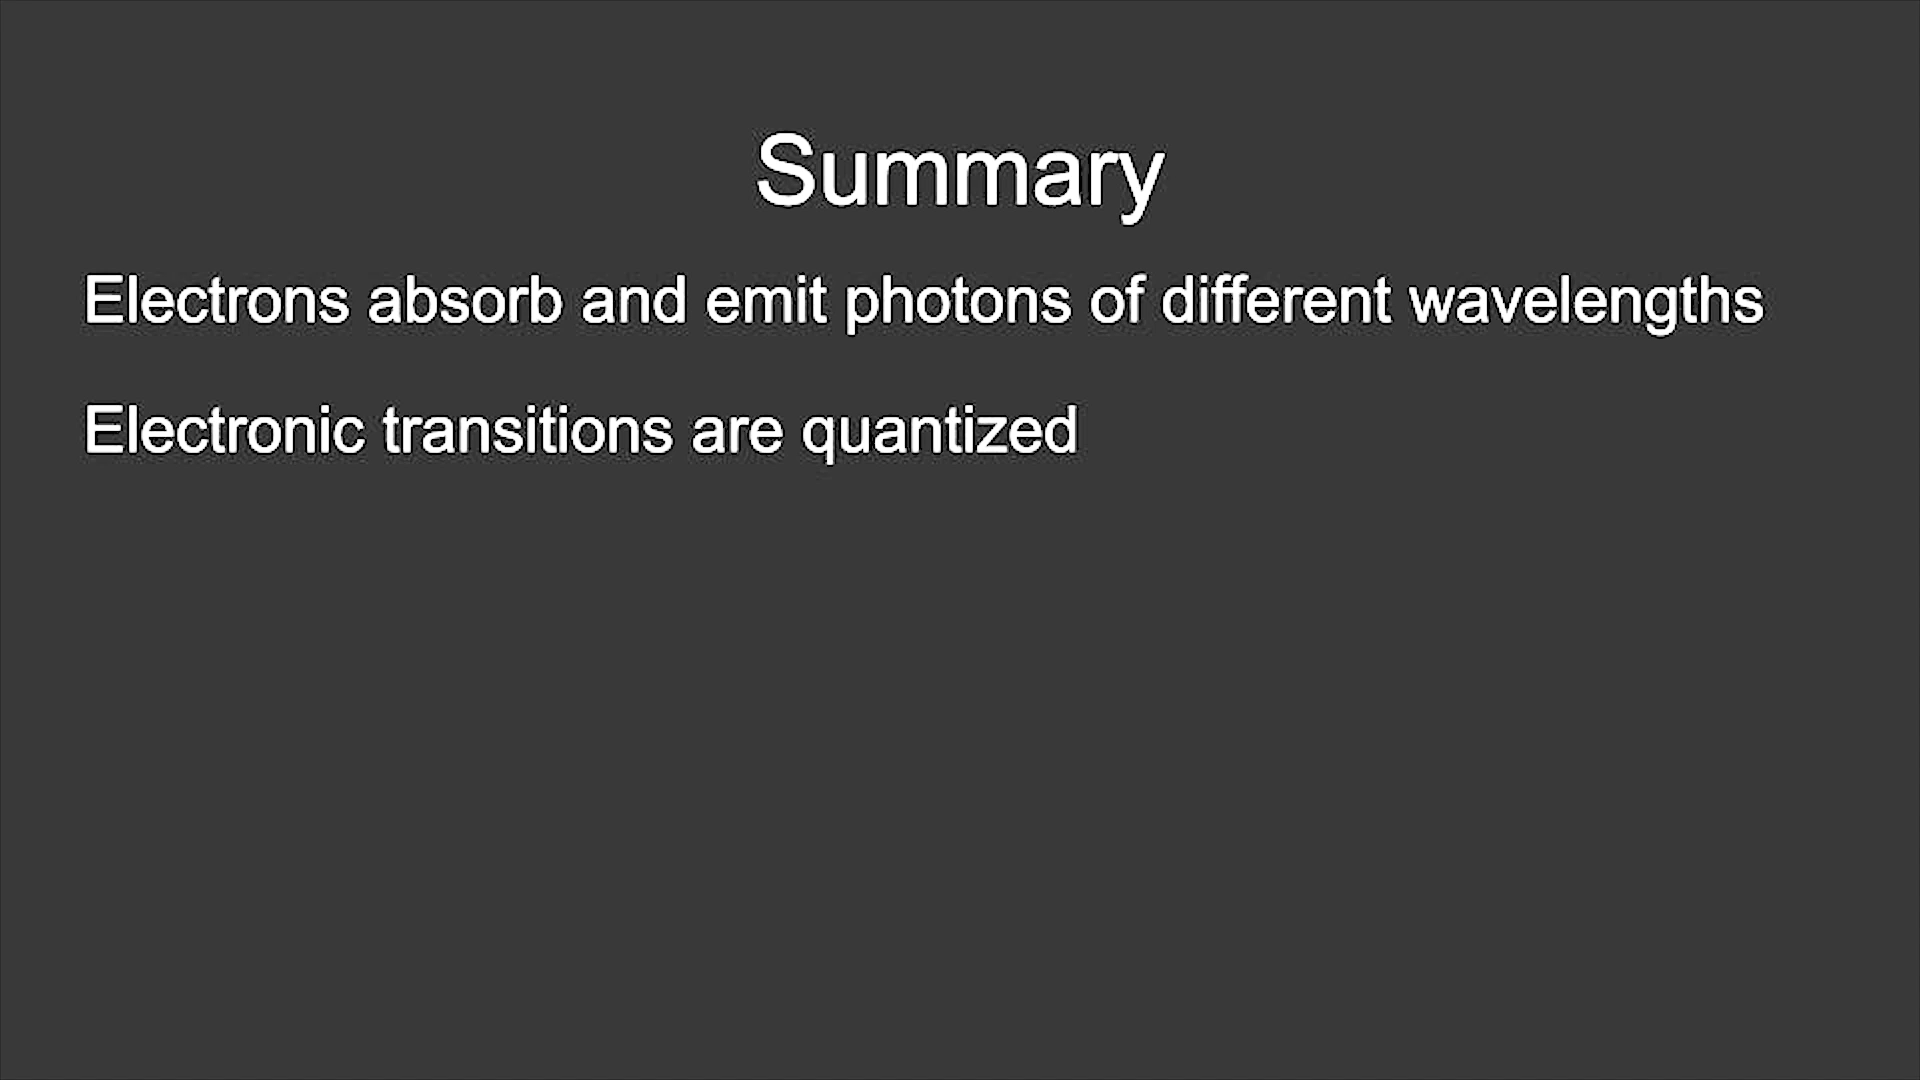 Summary
Electrons absorb and emit photons of different wavelengths
Electronic transitions are quantized